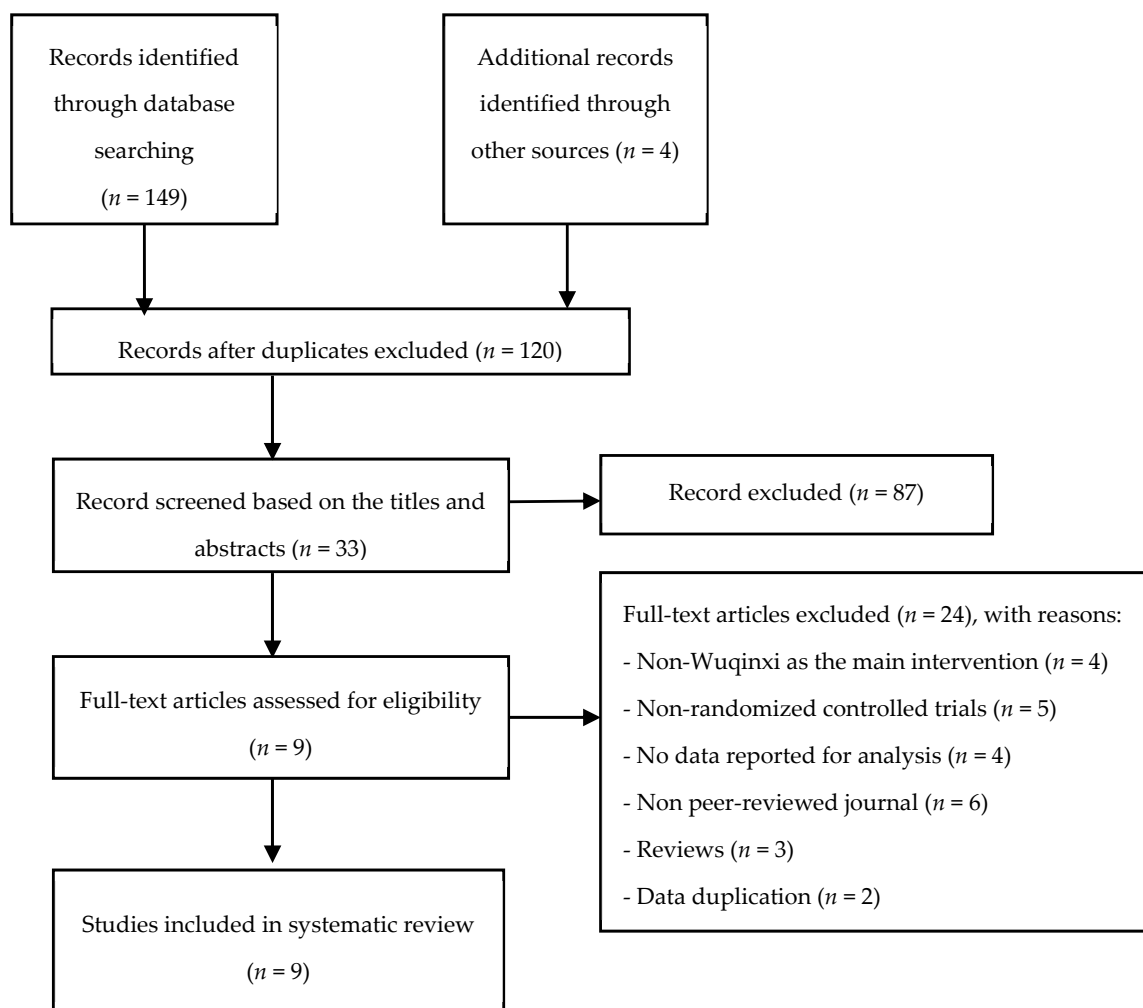 Records identified
through database
searching
(n = 149)
Additional records
identified through
other sources (n = 4)
Records after duplicates excluded (n = 120)
Record screened based on the titles and
abstracts (n = 33)
Record excluded (n = 87)
Full-text articles assessed for eligibility
(n = 9)
Full-text articles excluded (n = 24), with reasons:
- Non-Wuqinxi as the main intervention (n = 4)
- Non-randomized controlled trials (n = 5)
- No data reported for analysis (n = 4)
- Non peer-reviewed journal (n = 6)
- Reviews (n = 3)
- Data duplication (n = 2)
Studies included in systematic review
(n = 9)